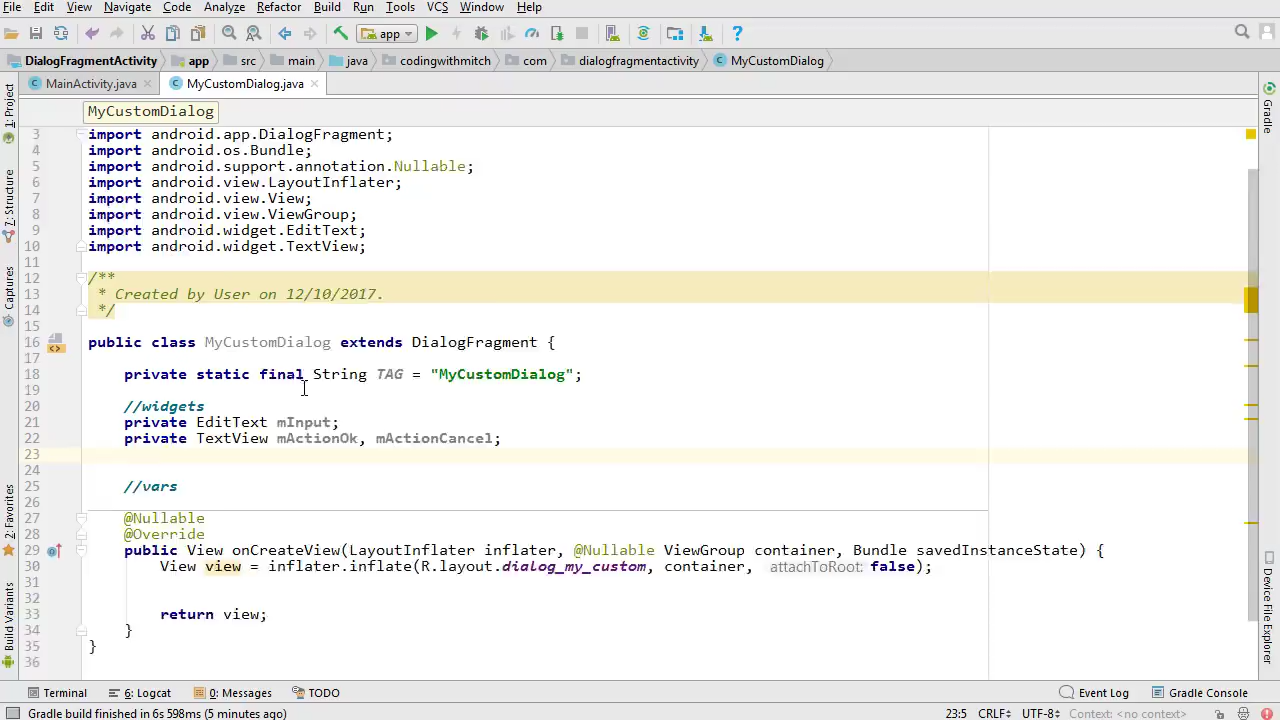 File Edit View Navigate Code Analyze Refactor Build Run Tools VCS Window Help
app
DialogFragmentActivity app src main java codingwithmitch com dialogfragmentactivity MyCustomDialog
MainActivity.java MyCustomDialog.java
MyCustomDialog
3 import android.app.DialogFragment;
4 import android.os.Bundle;
5 import android.support.annotation.Nullable;
6 import android.view.LayoutInflater;
7 import android.view.View;
8 import android.view.ViewGroup;
9 import android.widget.EditText;
10 import android.widget.TextView;
11
12 /**
13 * Created by User on 12/10/2017.
14 */
15
16 public class MyCustomDialog extends DialogFragment {
17
18 private static final String TAG = "MyCustomDialog";
19
20 //widgets
21 private EditText mInput;
22 private TextView mActionOk, mActionCancel;
23
24
25 //vars
26
27 @Nullable
28 @Override
29 public View onCreateView(LayoutInflater inflater, @Nullable ViewGroup container, Bundle savedInstanceState) {
30 View view = inflater.inflate(R.layout.dialog_my_custom, container, attachToRoot: false);
31
32
33 return view;
34 }
35 }
36
1: Project
7: Structure
Captures
2: Favorites
Build Variants
Gradle
Device File Explorer
Terminal 6: Logcat 0: Messages TODO Event Log Gradle Console
Gradle build finished in 6s 598ms (5 minutes ago) 23:5 CRLF UTF-8 Context: <no context>